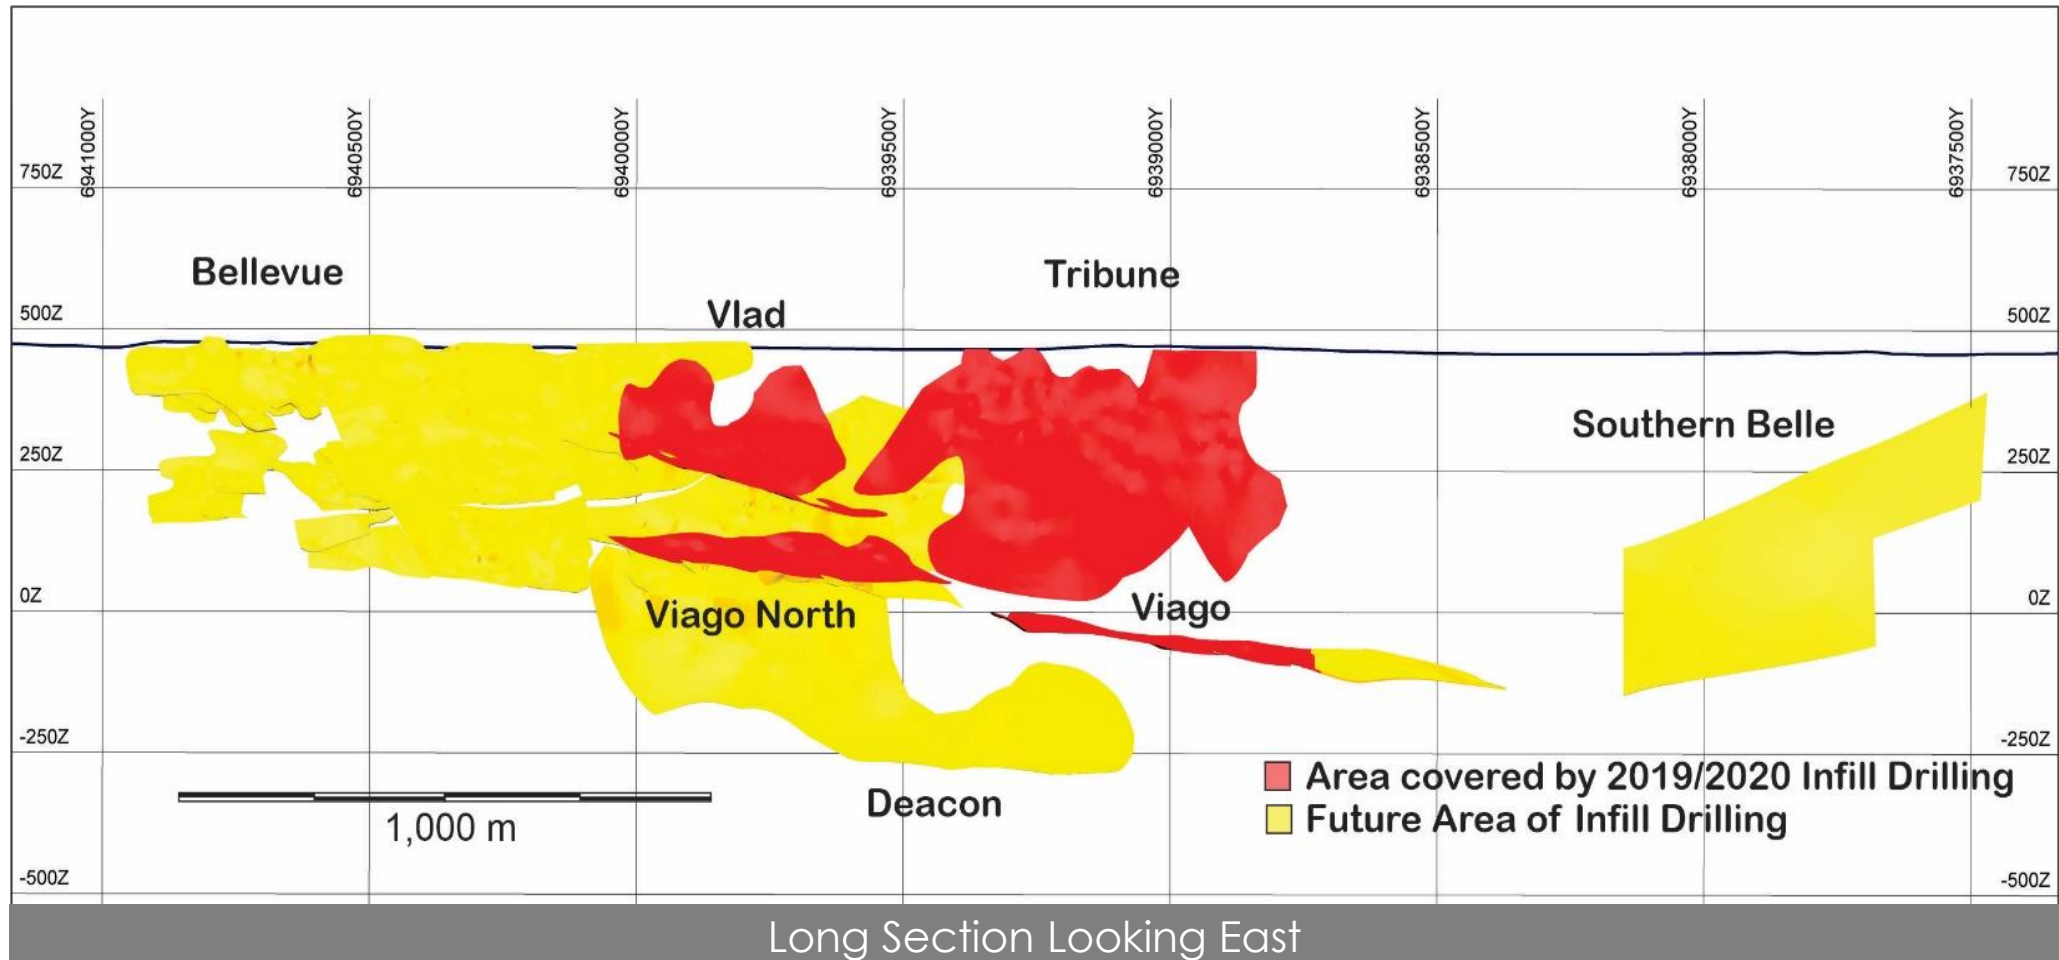 6941000Y
6940500Y
6940000Y
6939500Y
6939000Y
6938500Y
6938000Y
6937500Y
750Z
750Z
Bellevue
Tribune
Vlad
500Z
500Z
Southern Belle
250Z
250Z
0Z
0Z
Viago North
Viago
-250Z
-250Z
Area covered by 2019/2020 Infill Drilling
Deacon
Future Area of Infill Drilling
1,000 m
-500Z
-500Z
Long Section Looking East